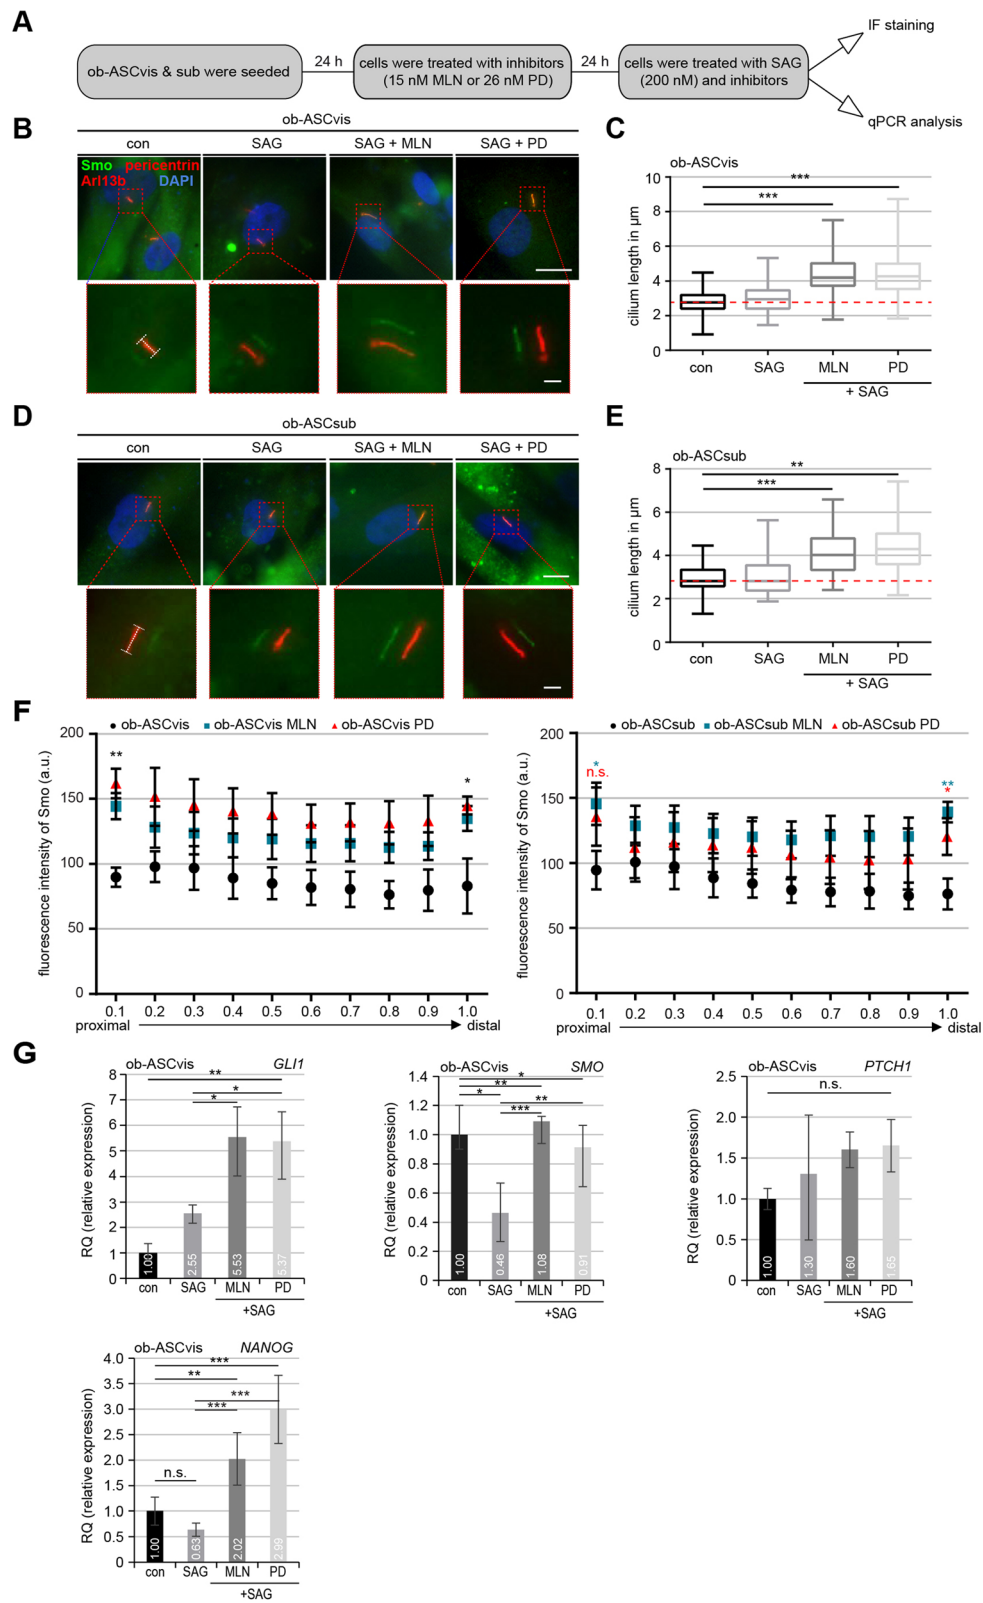 A
ob-ASCvis & sub were seeded
24 h
cells were treated with inhibitors
(15 nM MLN or 26 nM PD)
24 h
cells were treated with SAG
(200 nM) and inhibitors
IF staining
qPCR analysis
B
ob-ASCvis
con SAG SAG + MLN SAG + PD
Smo pericentrin
Arl13b DAPI
C
ob-ASCvis
cilium length in µm
10
8
6
4
2
0
***
***
con SAG MLN PD
+ SAG
D
ob-ASCsub
con SAG SAG + MLN SAG + PD
E
ob-ASCsub
cilium length in µm
8
6
4
2
0
**
***
con SAG MLN PD
+ SAG
F
ob-ASCvis ob-ASCvis MLN ob-ASCvis PD
fluorescence intensity of Smo (a.u.)
200
150
100
50
0
**
*
0.1 0.2 0.3 0.4 0.5 0.6 0.7 0.8 0.9 1.0
proximal distal
ob-ASCsub ob-ASCsub MLN ob-ASCsub PD
fluorescence intensity of Smo (a.u.)
200
150
100
50
0
*
n.s.
**
*
0.1 0.2 0.3 0.4 0.5 0.6 0.7 0.8 0.9 1.0
proximal distal
G
ob-ASCvis GLI1
RQ (relative expression)
8
7
6
5
4
3
2
1
0
**
*
*
1.00 2.55 5.53 5.37
con SAG MLN PD
+SAG
ob-ASCvis SMO
RQ (relative expression)
1.4
1.2
1.0
0.8
0.6
0.4
0.2
0
*
**
*
**
***
1.00 0.46 1.08 0.91
con SAG MLN PD
+SAG
ob-ASCvis PTCH1
RQ (relative expression)
2.5
2.0
1.5
1.0
0.5
0
n.s.
1.00 1.30 1.60 1.65
con SAG MLN PD
+SAG
ob-ASCvis NANOG
RQ (relative expression)
4.0
3.5
3.0
2.5
2.0
1.5
1.0
0.5
0
***
**
***
***
n.s.
1.00 0.63 2.02 2.99
con SAG MLN PD
+SAG